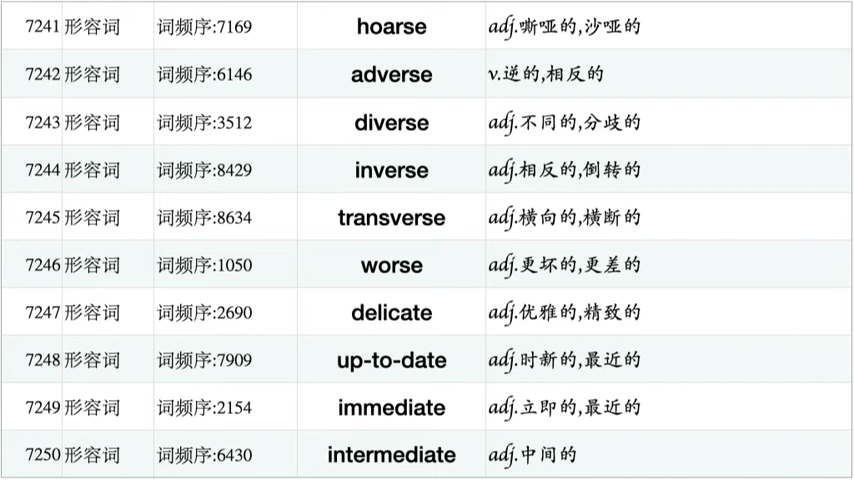 7241 形容词 词频序:7169 hoarse adj.嘶哑的,沙哑的
7242 形容词 词频序:6146 adverse v.逆的,相反的
7243 形容词 词频序:3512 diverse adj.不同的,分歧的
7244 形容词 词频序:8429 inverse adj.相反的,倒转的
7245 形容词 词频序:8634 transverse adj.横向的,横断的
7246 形容词 词频序:1050 worse adj.更坏的,更差的
7247 形容词 词频序:2690 delicate adj.优雅的,精致的
7248 形容词 词频序:7909 up-to-date adj.时新的,最近的
7249 形容词 词频序:2154 immediate adj.立即的,最近的
7250 形容词 词频序:6430 intermediate adj.中间的